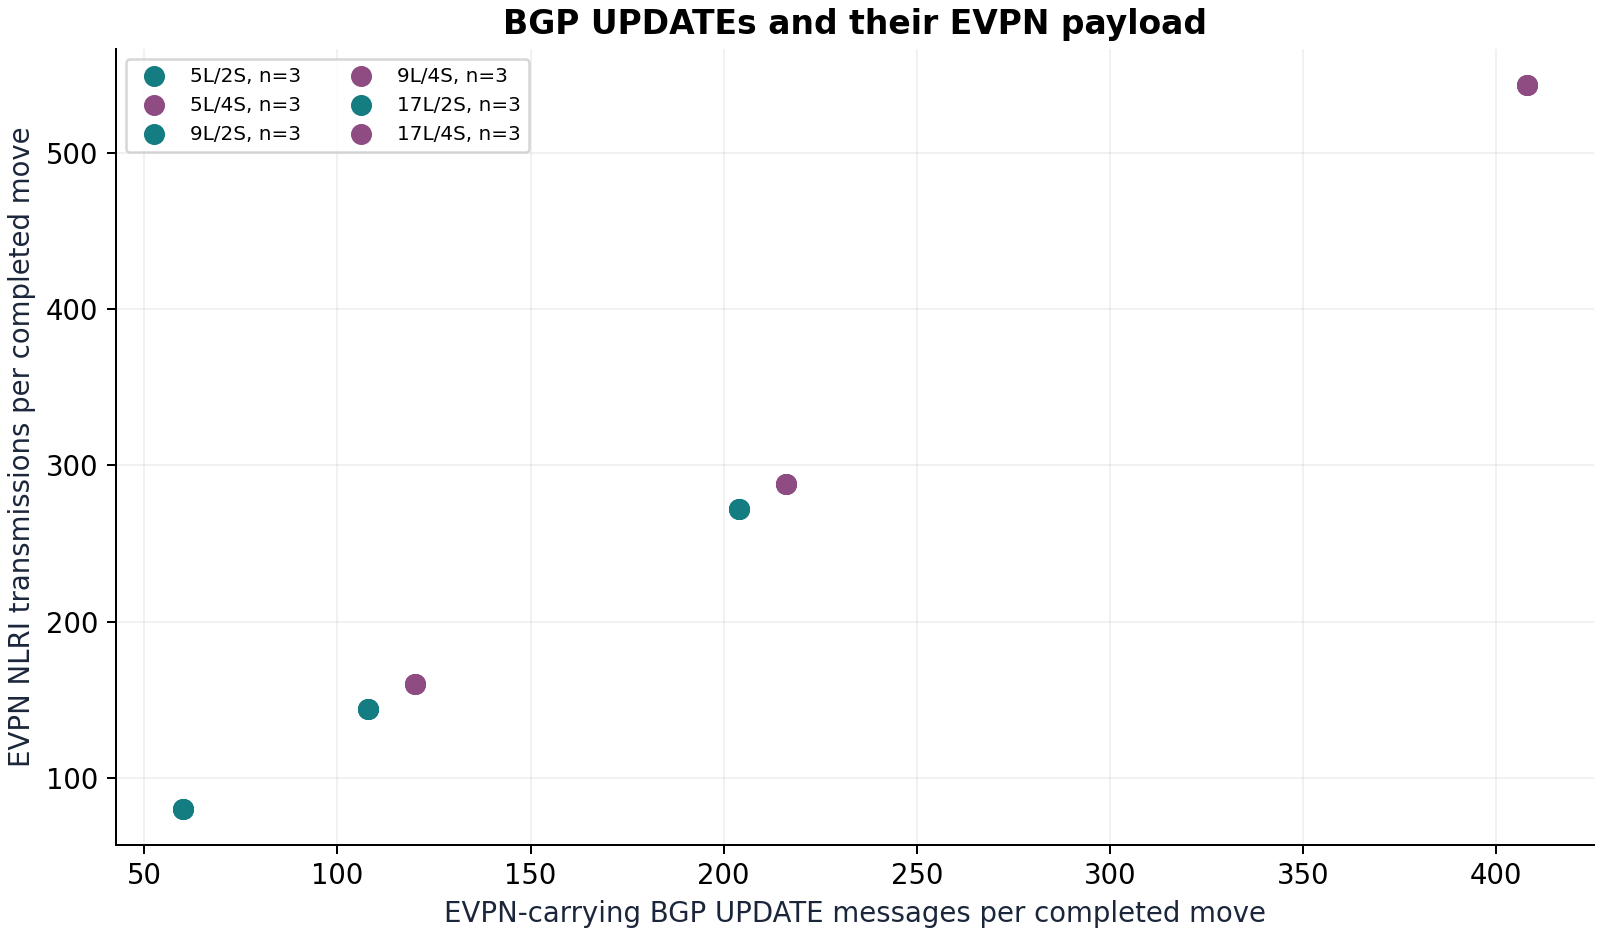 BGP UPDATEs and their EVPN payload
5L/2S, n=3
5L/4S, n=3
9L/2S, n=3
9L/4S, n=3
17L/2S, n=3
17L/4S, n=3
EVPN NLRI transmissions per completed move
500
400
300
200
100
50
100
150
200
250
300
350
400
EVPN-carrying BGP UPDATE messages per completed move